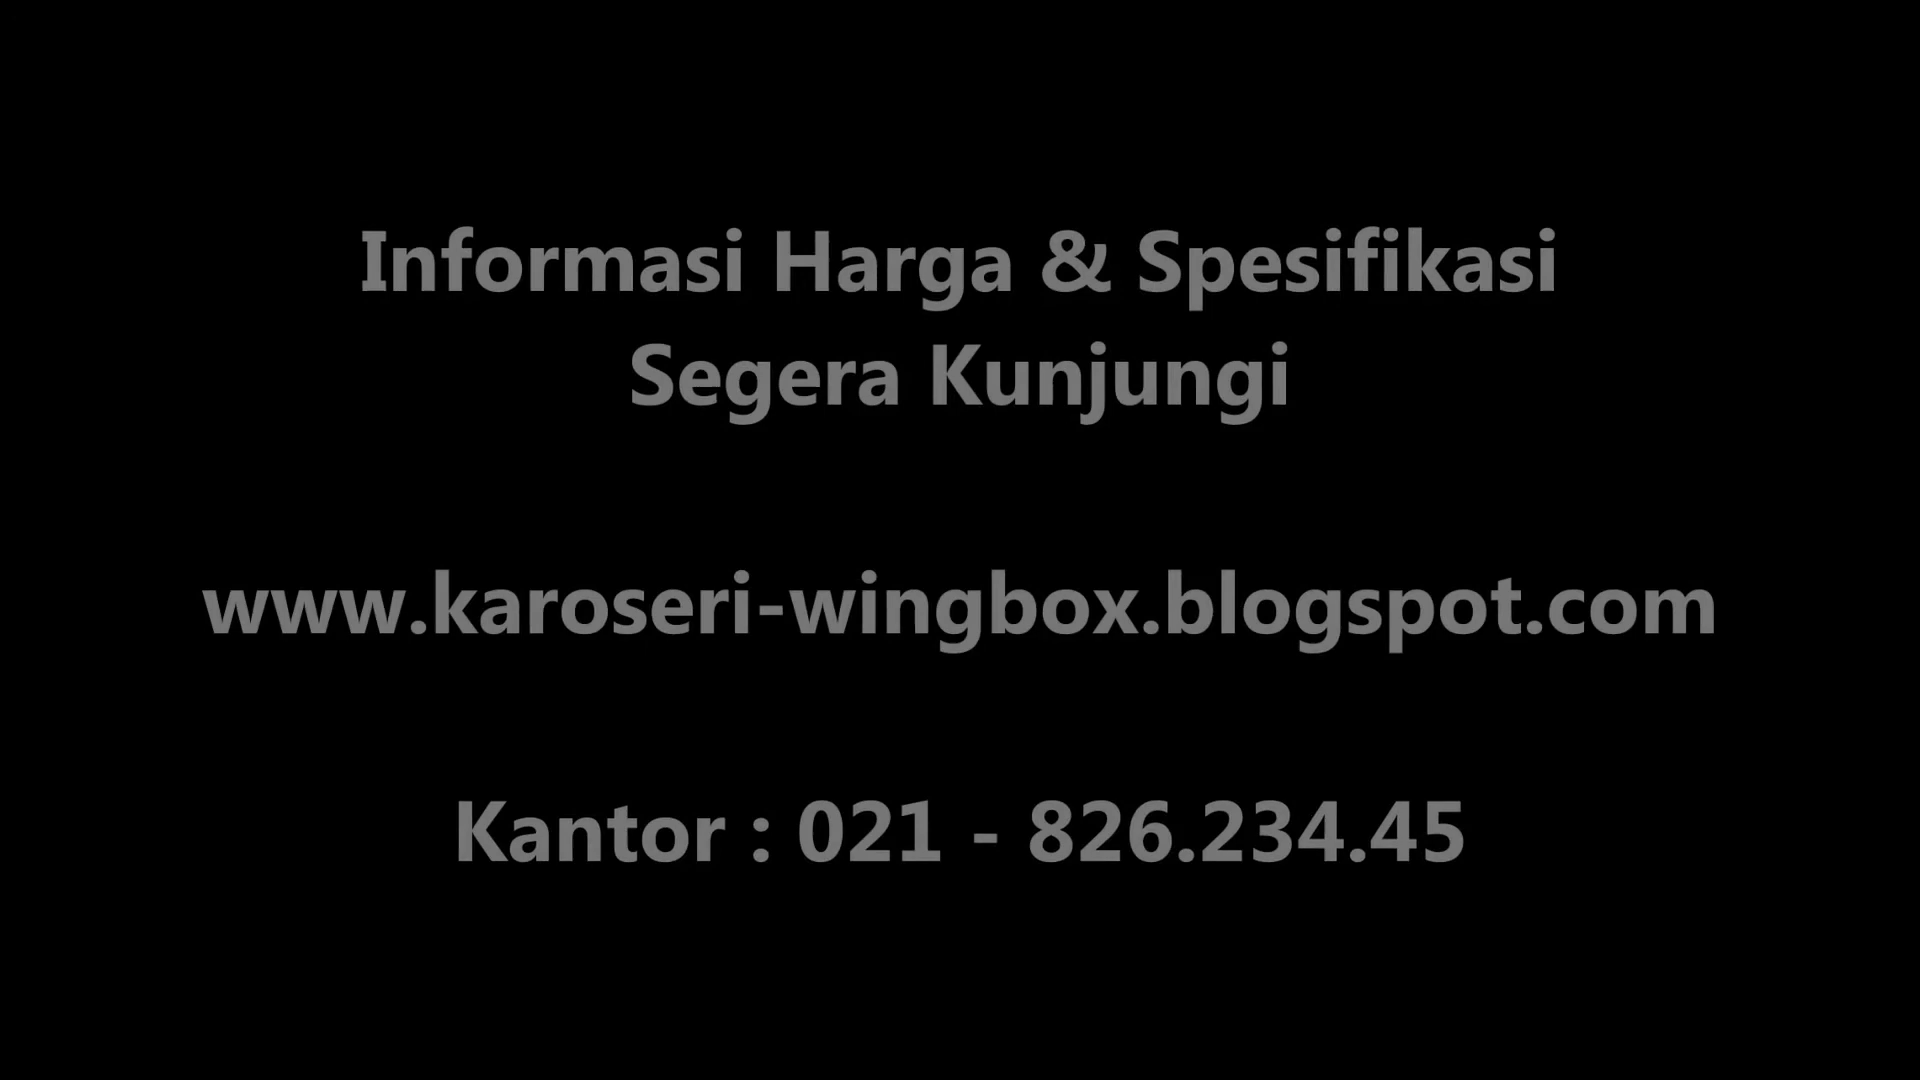 Informasi Harga & Spesifikasi
Segera Kunjungi
www.karoseri-wingbox.blogspot.com
Kantor : 021 - 826.234.45